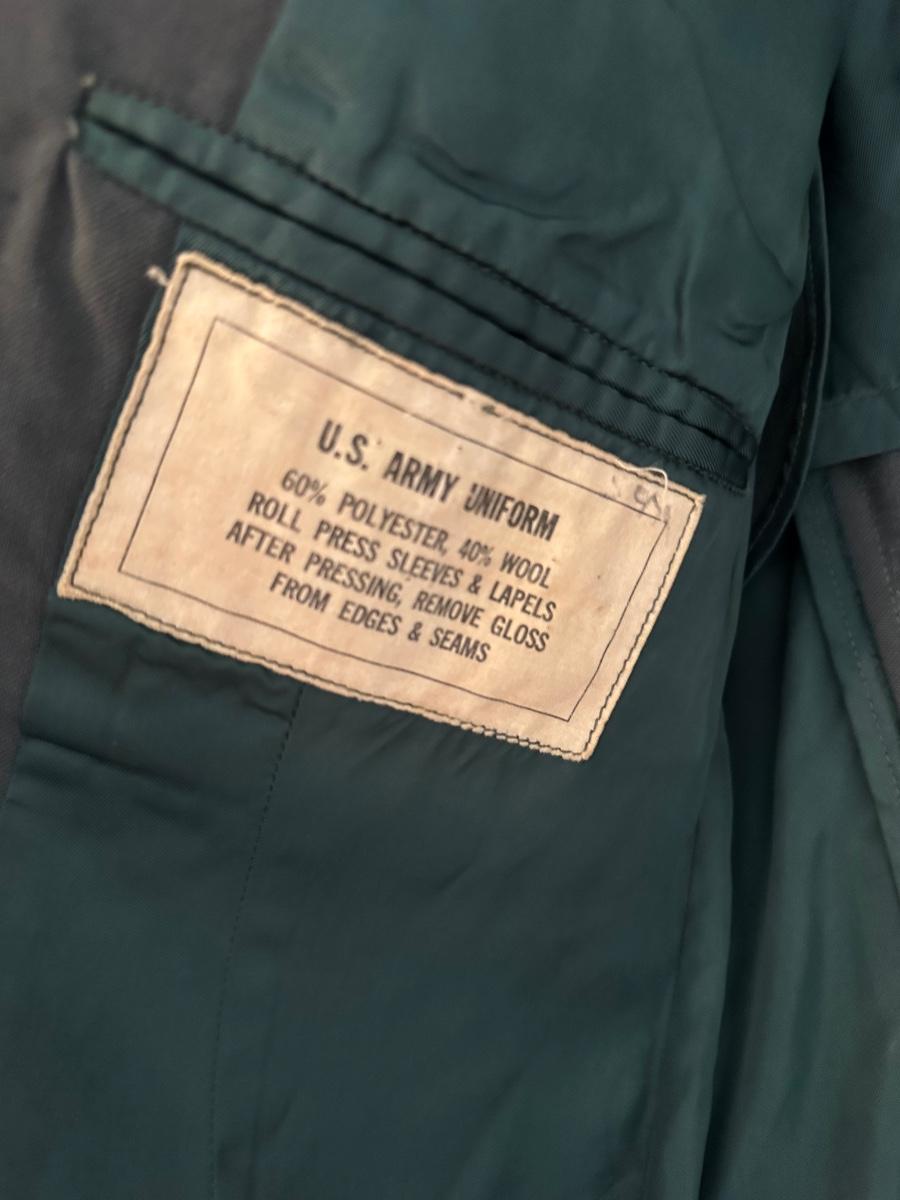 U.S. ARMY UNIFORM
60% POLYESTER, 40% WOOL
ROLL PRESS SLEEVES & LAPELS
AFTER PRESSING, REMOVE GLOSS
FROM EDGES & SEAMS